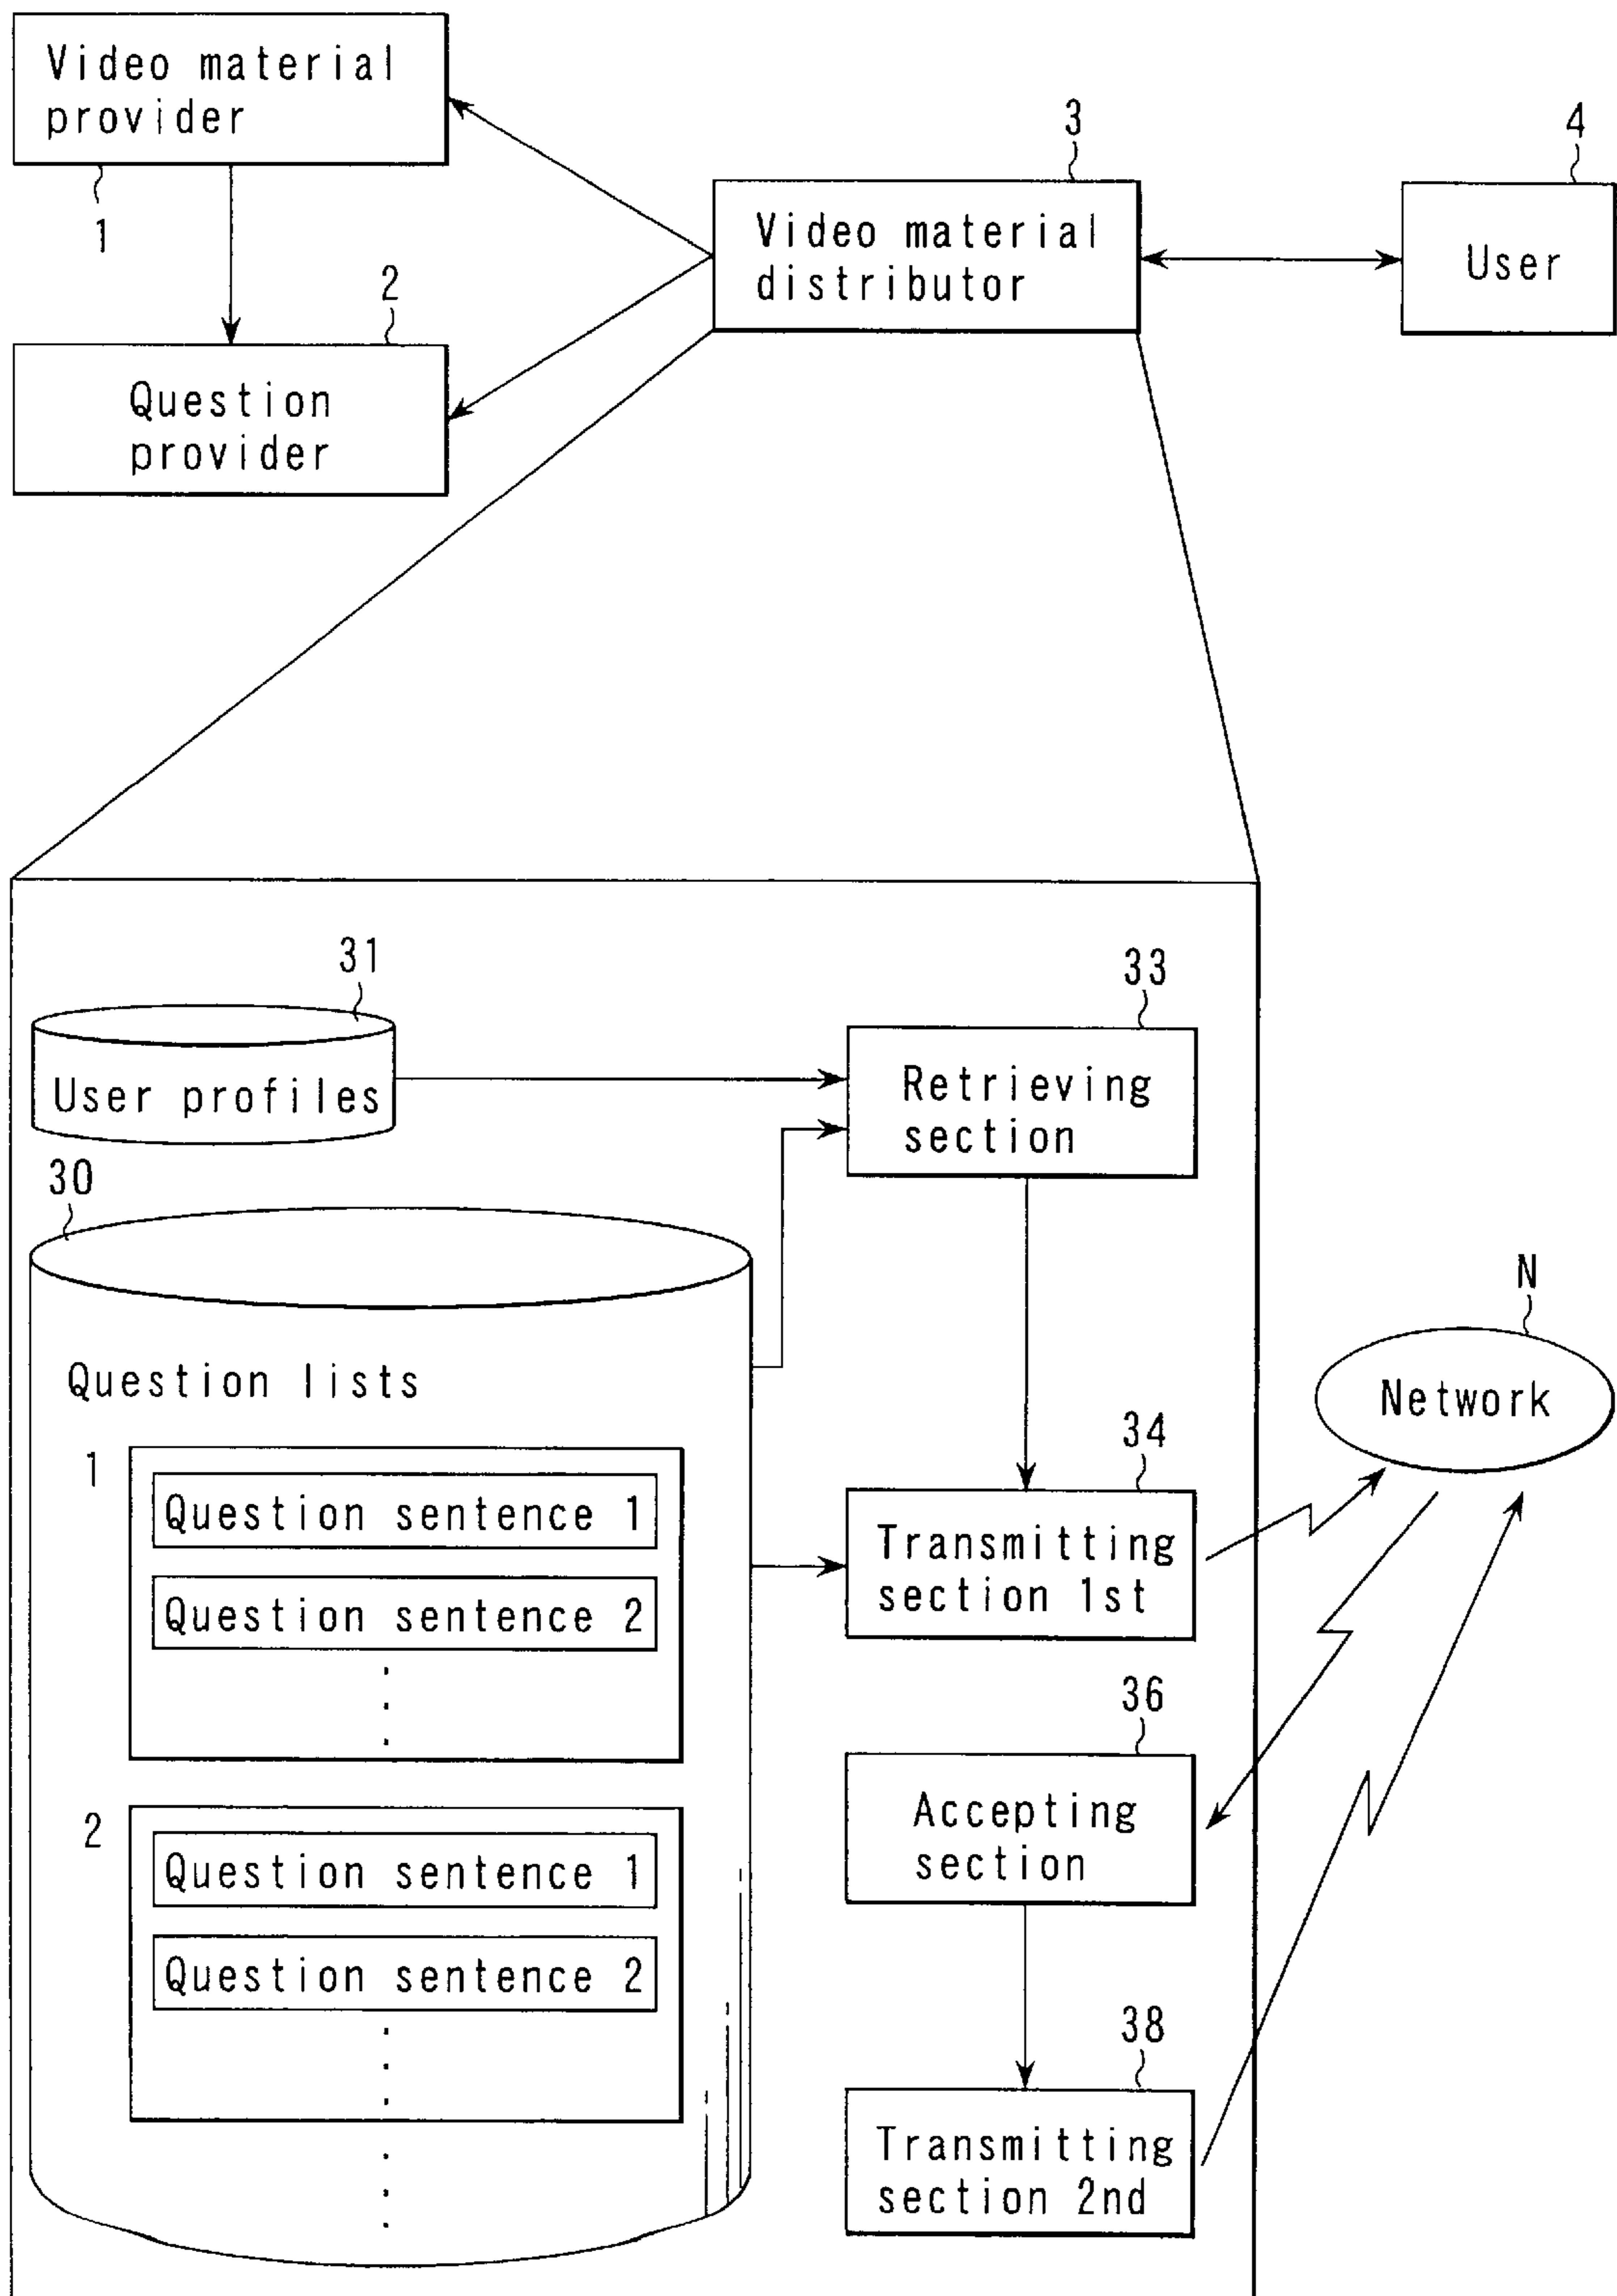 Video material
provider
1
2
Question
provider
3
Video material
distributor
4
User
31
User profiles
33
Retrieving
section
30
Question lists
1
Question sentence 1
Question sentence 2
2
Question sentence 1
Question sentence 2
34
Transmitting
section 1st
36
Accepting
section
38
Transmitting
section 2nd
N
Network